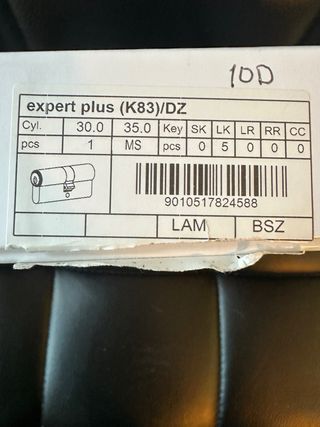 10D
expert plus (K83)/DZ
Cyl. 30.0 35.0 Key SK LK LR RR CC
pcs 1 MS pcs 0 5 0 0 0
9010517824588
LAM BSZ